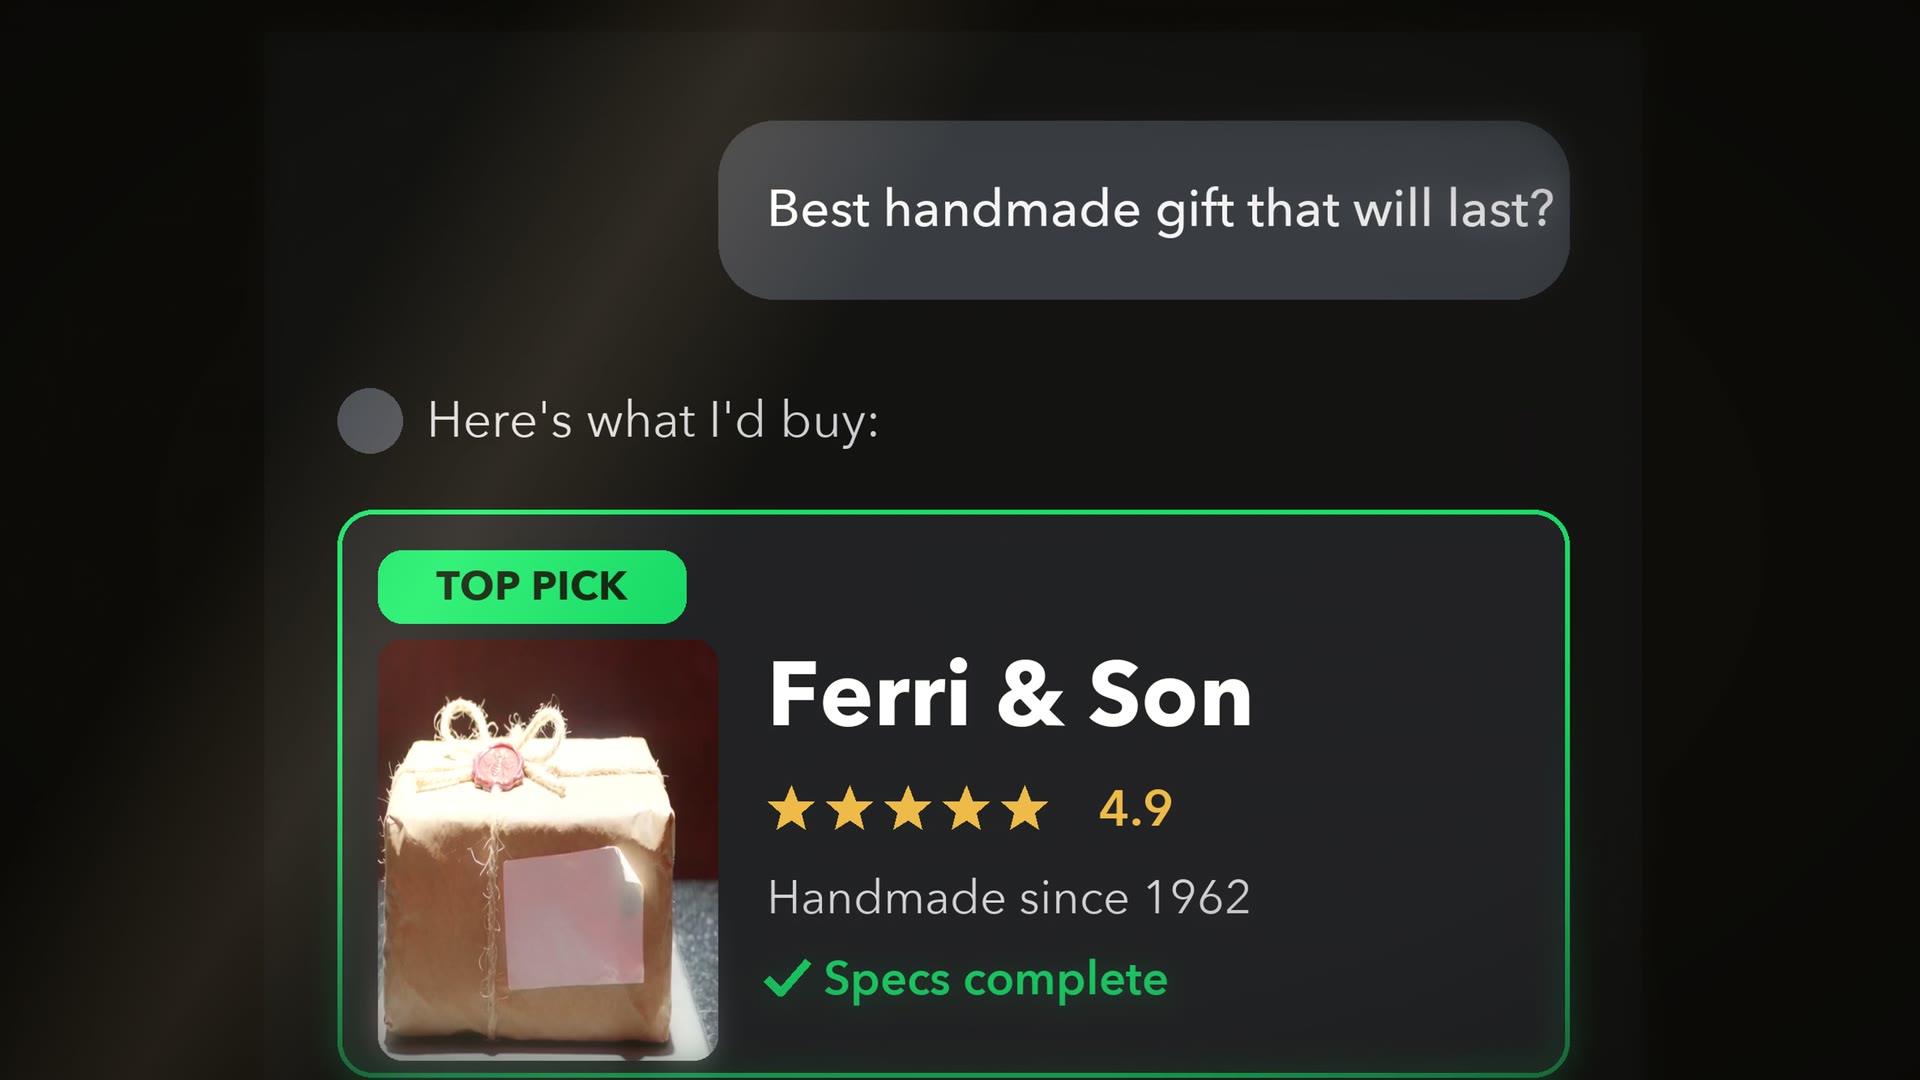 Best handmade gift that will last?
Here's what I'd buy:
TOP PICK
Ferri & Son
4.9
Handmade since 1962
Specs complete